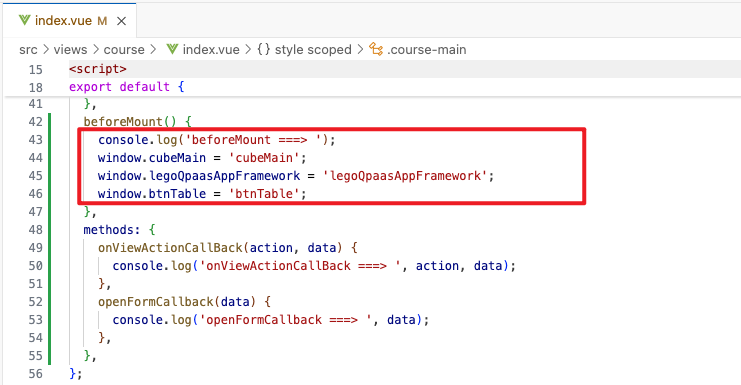 index.vue M ×
src > views > course > index.vue > {} style scoped > .course-main
15 <script>
18 export default {
41 },
42 beforeMount() {
43 console.log('beforeMount ===> ');
44 window.cubeMain = 'cubeMain';
45 window.legoQpaasAppFramework = 'legoQpaasAppFramework';
46 window.btnTable = 'btnTable';
47 },
48 methods: {
49 onViewActionCallBack(action, data) {
50 console.log('onViewActionCallBack ===> ', action, data);
51 },
52 openFormCallback(data) {
53 console.log('openFormCallback ===> ', data);
54 },
55 },
56 };